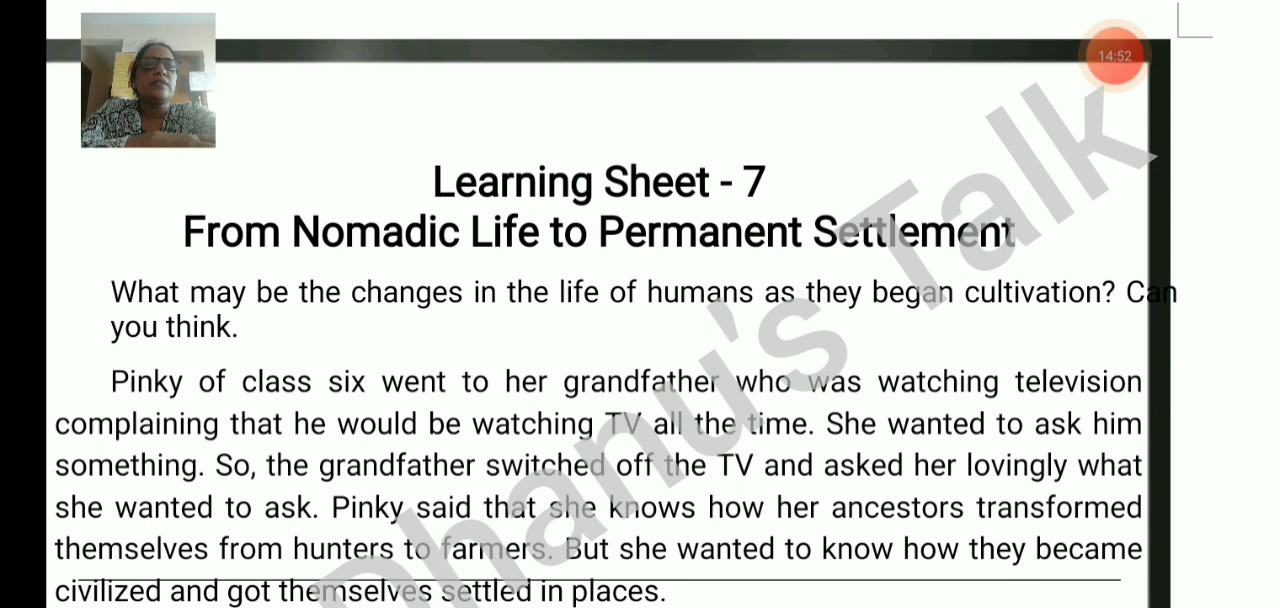 14:52
Learning Sheet - 7
From Nomadic Life to Permanent Settlement
What may be the changes in the life of humans as they began cultivation? Can
you think.
Pinky of class six went to her grandfather who was watching television
complaining that he would be watching TV all the time. She wanted to ask him
something. So, the grandfather switched off the TV and asked her lovingly what
she wanted to ask. Pinky said that she knows how her ancestors transformed
themselves from hunters to farmers. But she wanted to know how they became
civilized and got themselves settled in places.
Dhanu's Talk